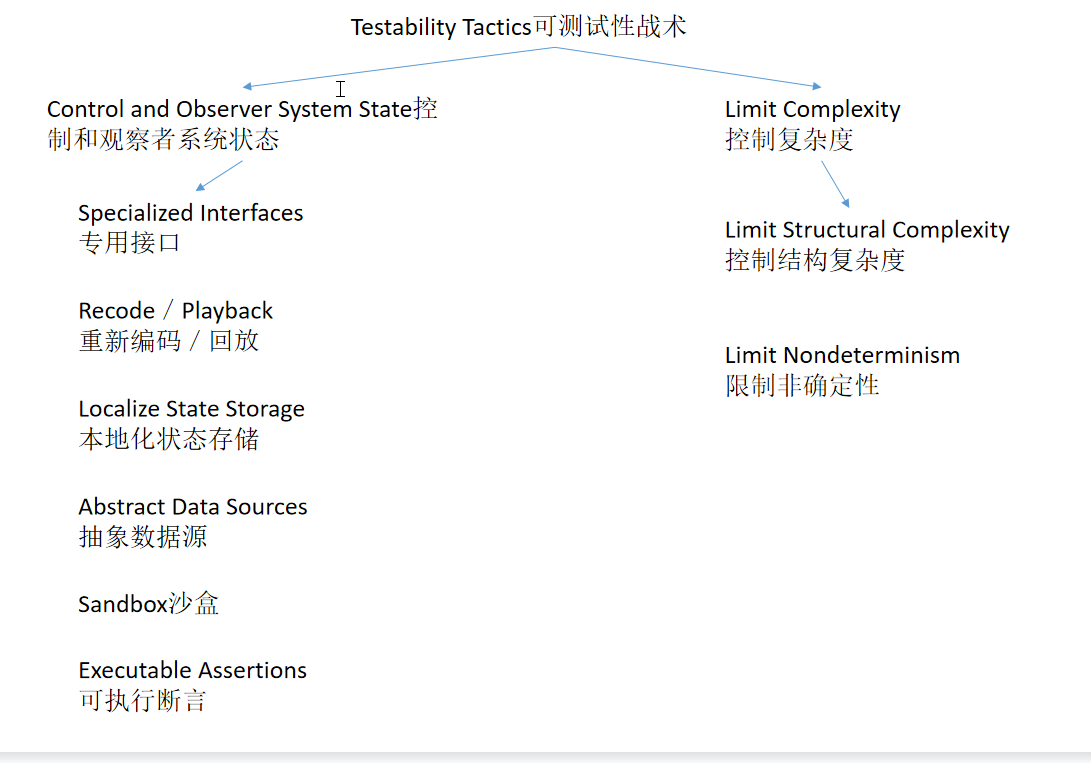 Testability Tactics可测试性战术
Control and Observer System State控
制和观察者系统状态
Specialized Interfaces
专用接口
Recode / Playback
重新编码 / 回放
Localize State Storage
本地化状态存储
Abstract Data Sources
抽象数据源
Sandbox沙盒
Executable Assertions
可执行断言
Limit Complexity
控制复杂度
Limit Structural Complexity
控制结构复杂度
Limit Nondeterminism
限制非确定性